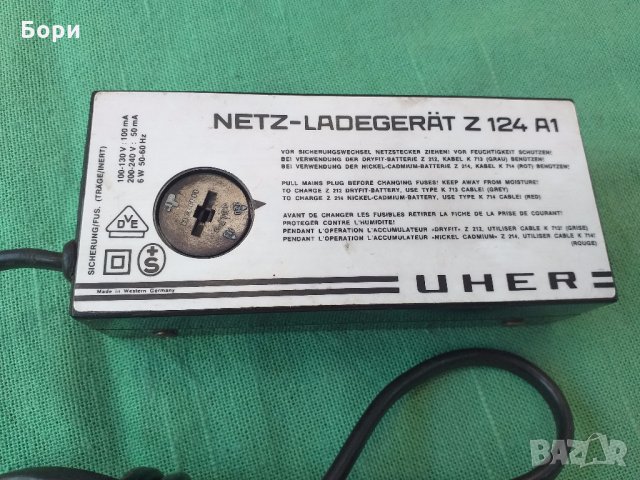 Бори
NETZ-LADEGERÄT Z 124 A1
SICHERUNG/FUS. (TRÄGE/INERT)
100-130 V: 100 mA
200-240 V: 50 mA
6 W 50-60 Hz
VOR SICHERUNGSWECHSEL NETZSTECKER ZIEHEN! VOR FEUCHTIGKEIT SCHÜTZEN!
BEI VERWENDUNG DER DRYFIT-BATTERIE Z 212, KABEL K 713 (GRAU) BENÜTZEN!
BEI VERWENDUNG DER NICKEL-CADMIUM-BATTERIE Z 214, KABEL K 714 (ROT) BENÜTZEN!
PULL MAINS PLUG BEFORE CHANGING FUSES! KEEP AWAY FROM MOISTURE!
TO CHARGE Z 212 DRYFIT-BATTERY, USE TYPE K 713 CABLE! (GREY)
TO CHARGE Z 214 NICKEL-CADMIUM-BATTERY, USE TYPE K 714 CABLE! (RED)
AVANT DE CHANGER LES FUSIBLES RETIRER LA FICHE DE LA PRISE DE COURANT!
PROTEGER CONTRE L'HUMIDITE!
PENDANT L'OPERATION L'ACCUMULATEUR «DRYFIT» Z 212, UTILISER CABLE K 713! (GRISE)
PENDANT L'OPERATION L'ACCUMULATEUR «NICKEL CADMIUM» Z 214, UTILISER CABLE K 714!
(ROUGE)
DVE
S
Made in Western Germany
UHER
BAZAR